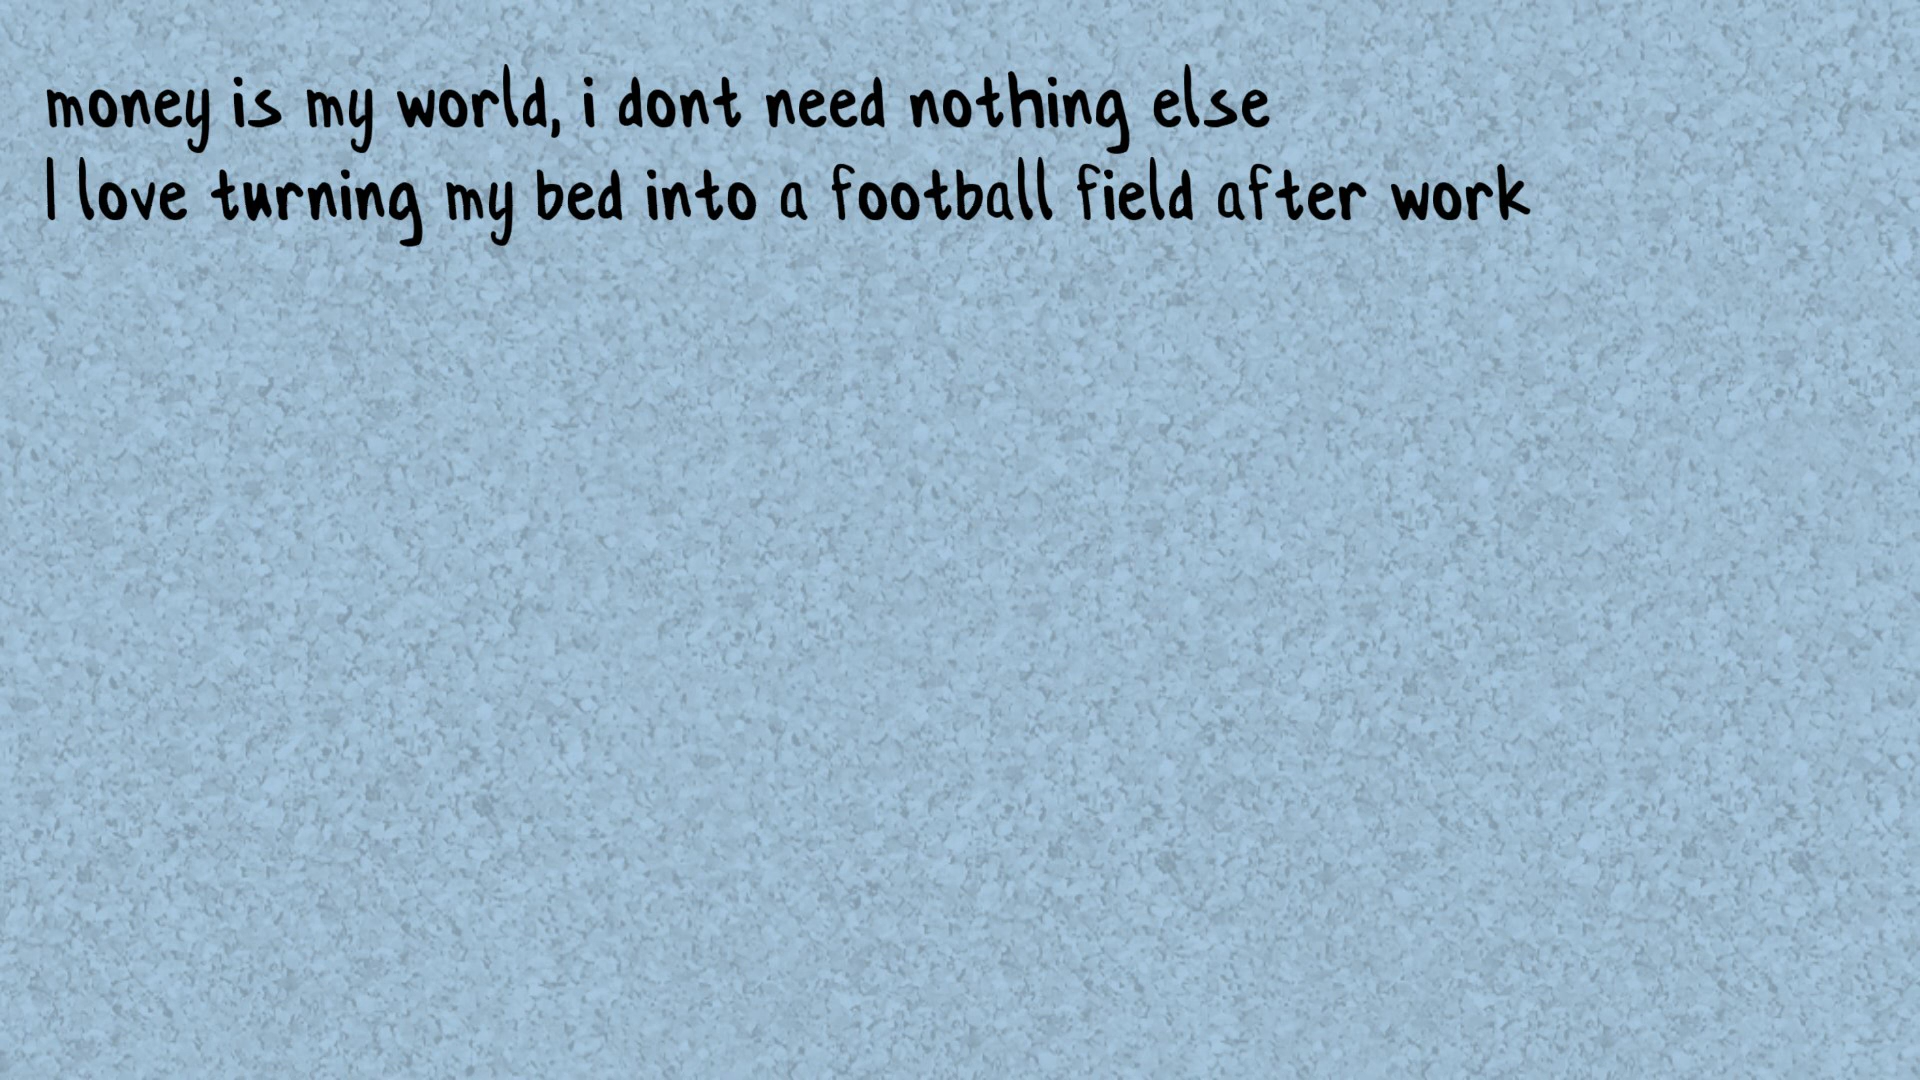 money is my world, i dont need nothing else
I love turning my bed into a football field after work